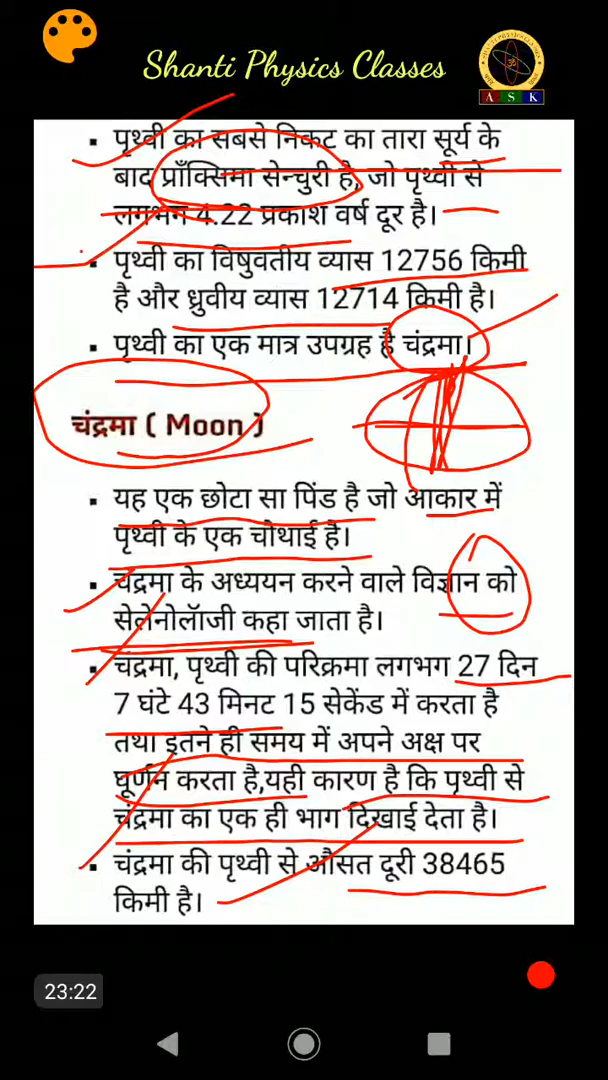 Shanti Physics Classes
A S K
▪ पृथ्वी का सबसे निकट का तारा सूर्य के
बाद प्रॉक्सिमा सेन्चुरी है, जो पृथ्वी से
लगभग 4.22 प्रकाश वर्ष दूर है।
▪ पृथ्वी का विषुवतीय व्यास 12756 किमी
है और ध्रुवीय व्यास 12714 किमी है।
▪ पृथ्वी का एक मात्र उपग्रह है चंद्रमा।
चंद्रमा ( Moon )
▪ यह एक छोटा सा पिंड है जो आकार में
पृथ्वी के एक चौथाई है।
▪ चंद्रमा के अध्ययन करने वाले विज्ञान को
सेलेनोलॉजी कहा जाता है।
▪ चंद्रमा, पृथ्वी की परिक्रमा लगभग 27 दिन
7 घंटे 43 मिनट 15 सेकेंड में करता है
तथा इतने ही समय में अपने अक्ष पर
घूर्णन करता है,यही कारण है कि पृथ्वी से
चंद्रमा का एक ही भाग दिखाई देता है।
▪ चंद्रमा की पृथ्वी से औसत दूरी 38465
किमी है।
23:22